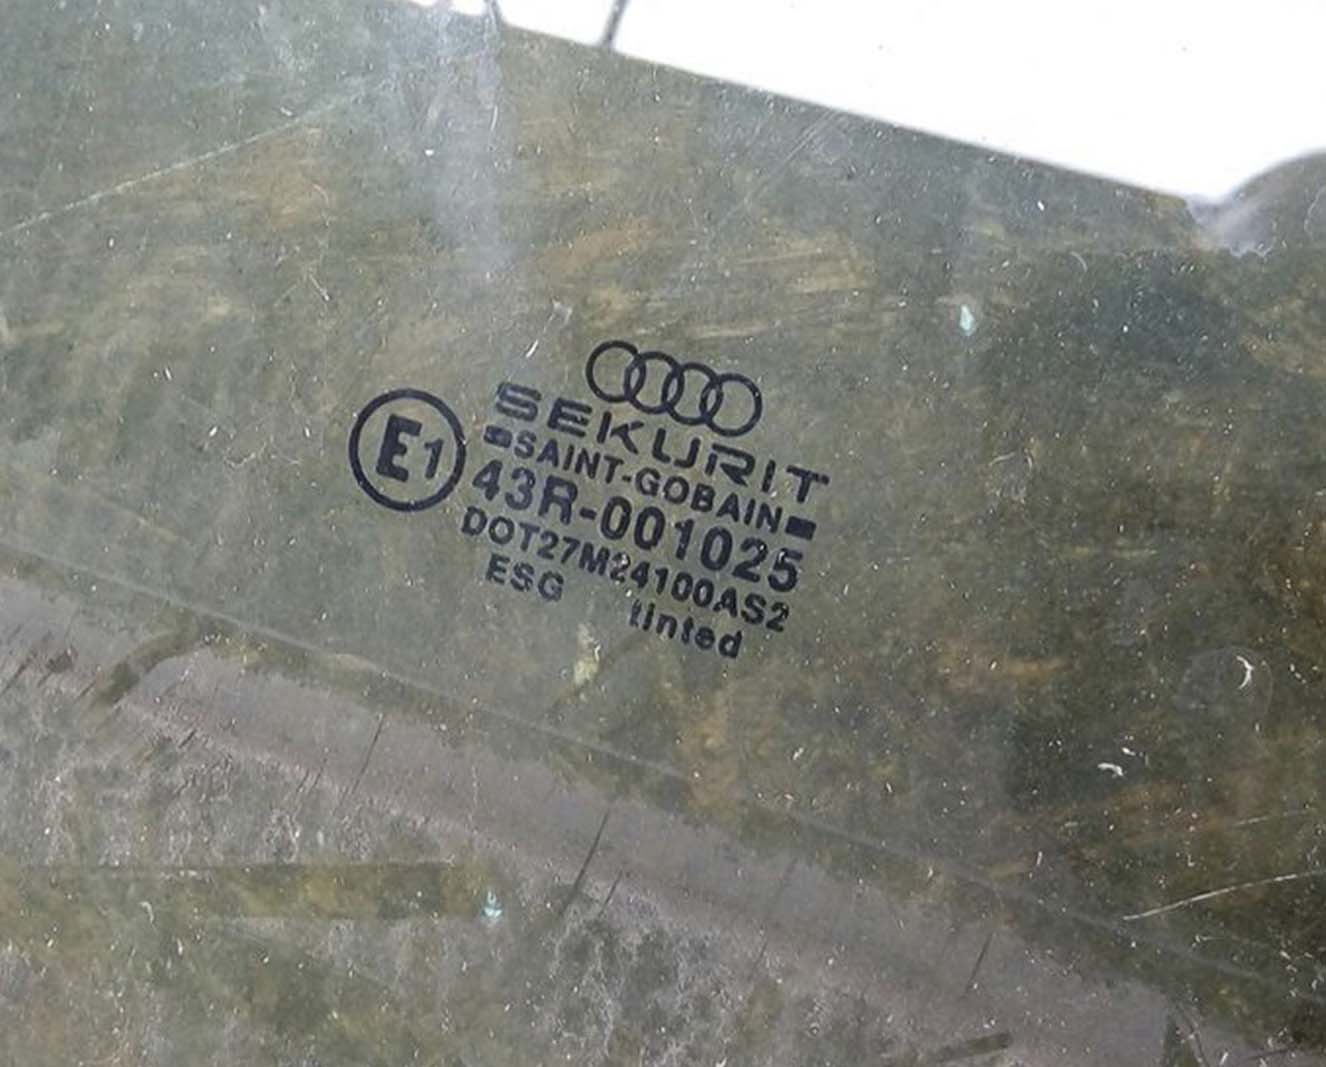 SEKURIT
SAINT-GOBAIN
E1
43R-001025
DOT27M24100AS2
ESG tinted